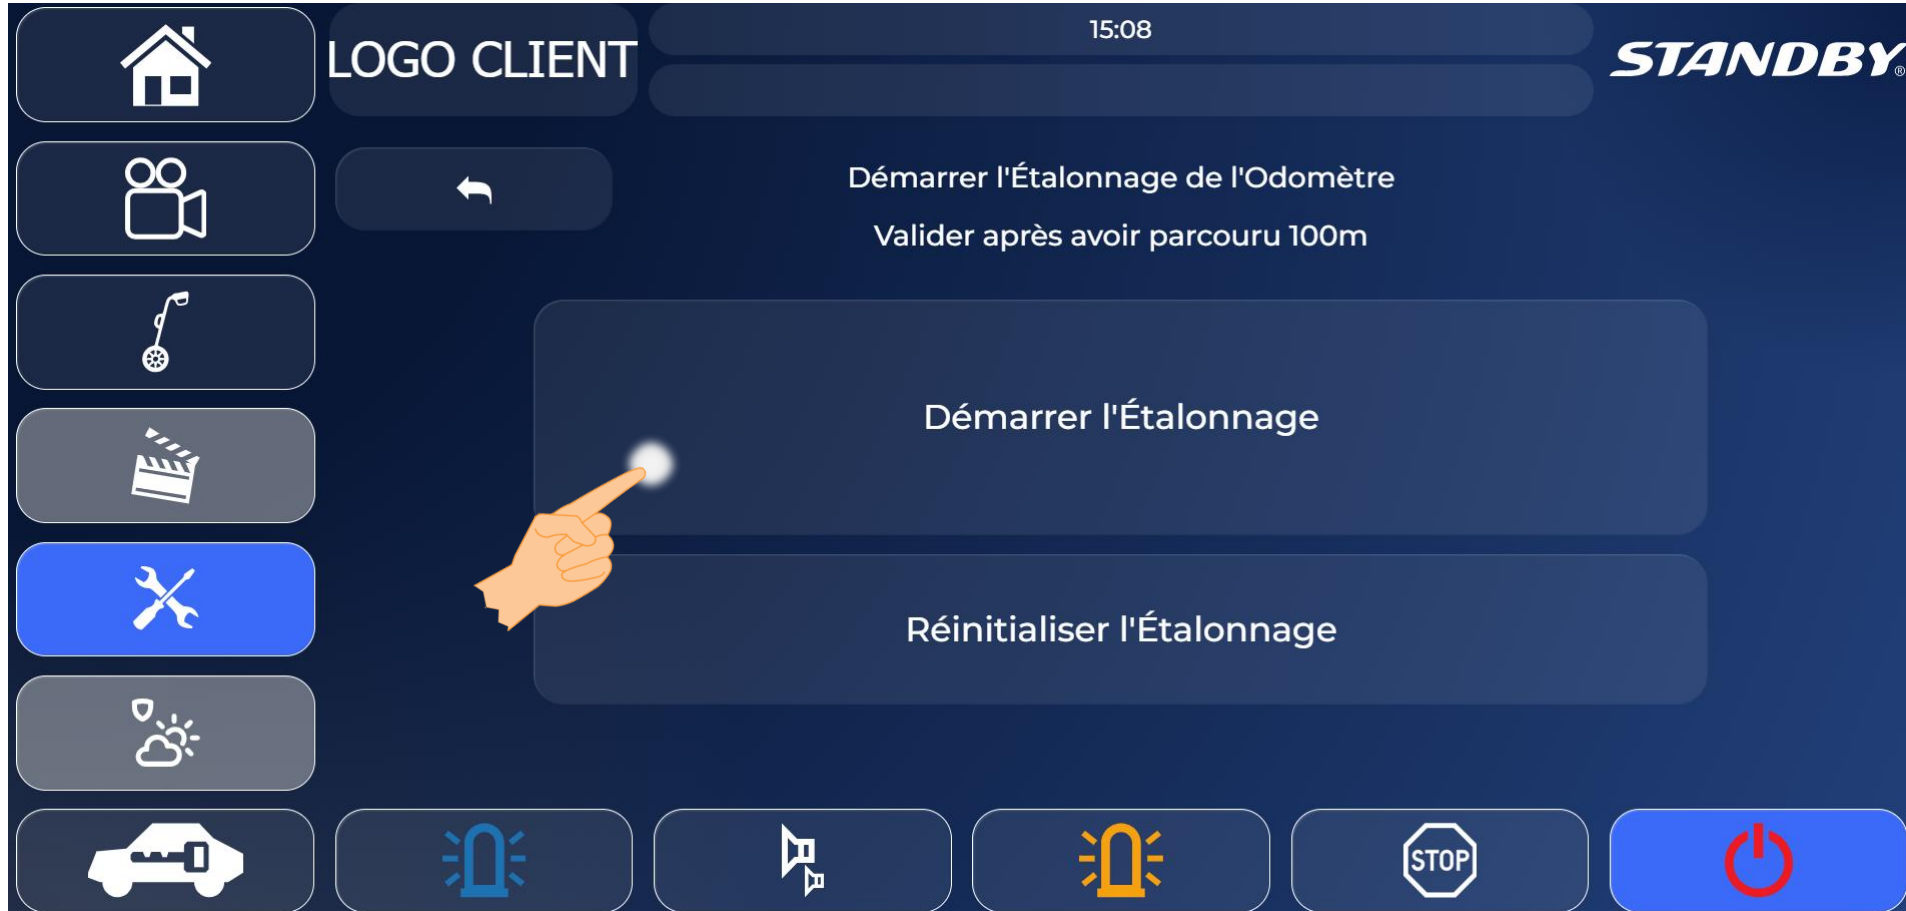 15:08
LOGO CLIENT
STANDBY®
Démarrer l'Étalonnage de l'Odomètre
Valider après avoir parcouru 100m
Démarrer l'Étalonnage
Réinitialiser l'Étalonnage
STOP